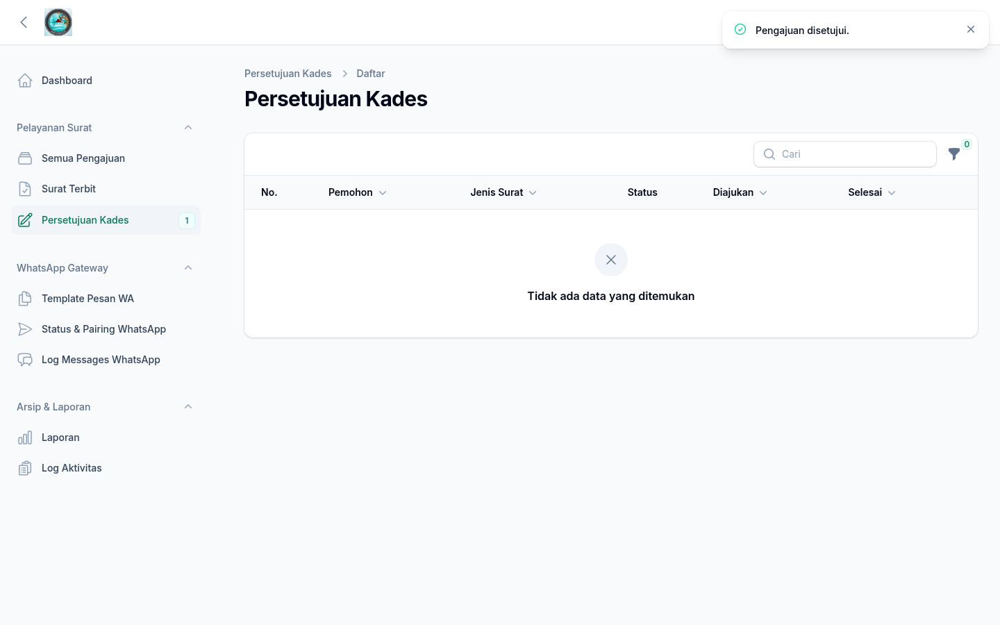 Pengajuan disetujui.
Dashboard
Pelayanan Surat
Semua Pengajuan
Surat Terbit
Persetujuan Kades 1
WhatsApp Gateway
Template Pesan WA
Status & Pairing WhatsApp
Log Messages WhatsApp
Arsip & Laporan
Laporan
Log Aktivitas
Persetujuan Kades Daftar
Persetujuan Kades
Cari 0
No. Pemohon Jenis Surat Status Diajukan Selesai
Tidak ada data yang ditemukan